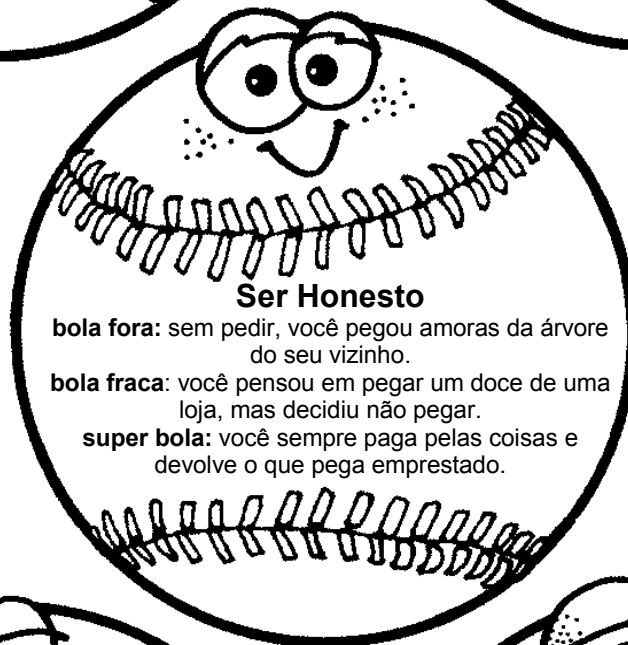 Ser Honesto
bola fora: sem pedir, você pegou amoras da árvore
do seu vizinho.
bola fraca: você pensou em pegar um doce de uma
loja, mas decidiu não pegar.
super bola: você sempre paga pelas coisas e
devolve o que pega emprestado.